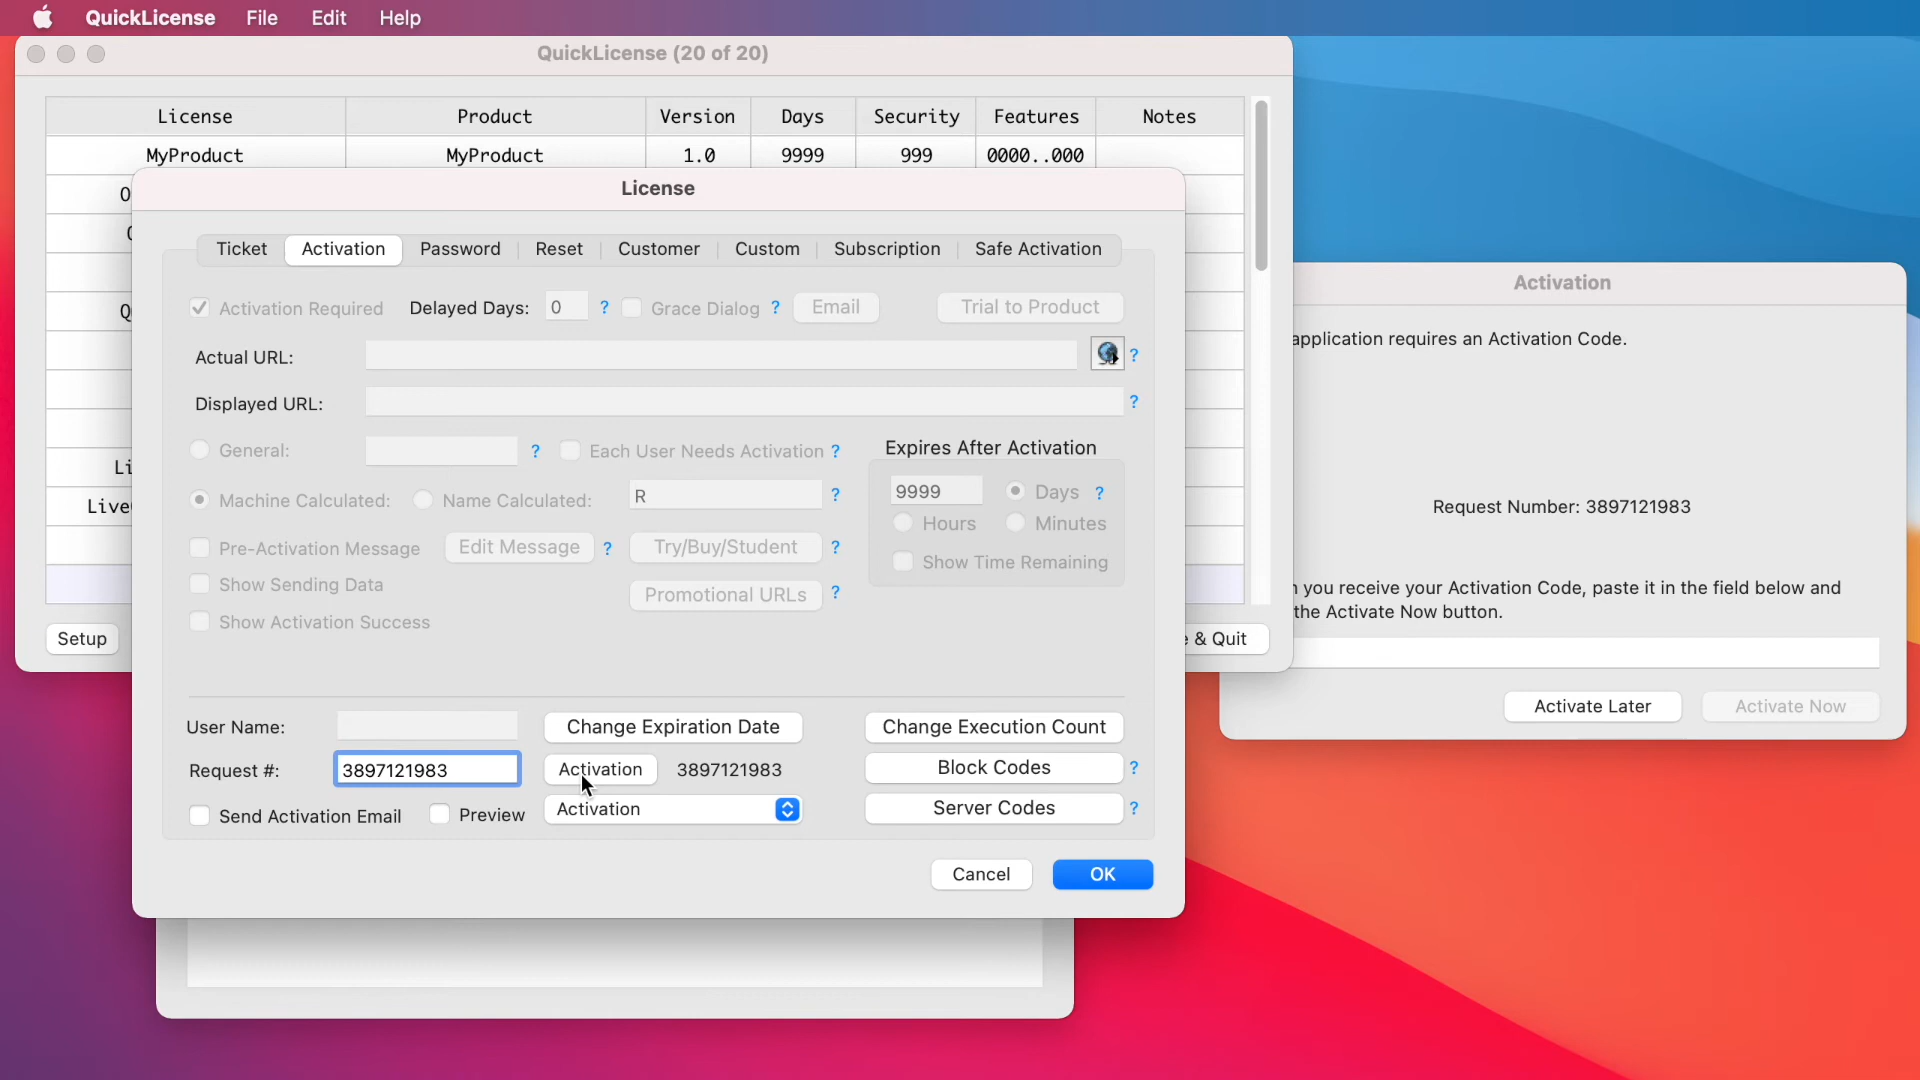 QuickLicense File Edit Help
QuickLicense (20 of 20)
License Product Version Days Security Features Notes
MyProduct MyProduct 1.0 9999 999 0000..000
License
Ticket Activation Password Reset Customer Custom Subscription Safe Activation
Activation Required Delayed Days: 0 ? Grace Dialog ? Email Trial to Product
Actual URL: ?
Displayed URL: ?
General: ? Each User Needs Activation ? Expires After Activation
Machine Calculated: Name Calculated: R ? 9999 Days ?
Hours Minutes
Pre-Activation Message Edit Message ? Try/Buy/Student ? Show Time Remaining
Show Sending Data
Promotional URLs ?
Show Activation Success
User Name: Change Expiration Date Change Execution Count
Request #: 3897121983 Activation 3897121983 Block Codes ?
Send Activation Email Preview Activation Server Codes ?
Cancel OK
Setup & Quit
Activation
application requires an Activation Code.
Request Number: 3897121983
you receive your Activation Code, paste it in the field below and
the Activate Now button.
Activate Later Activate Now